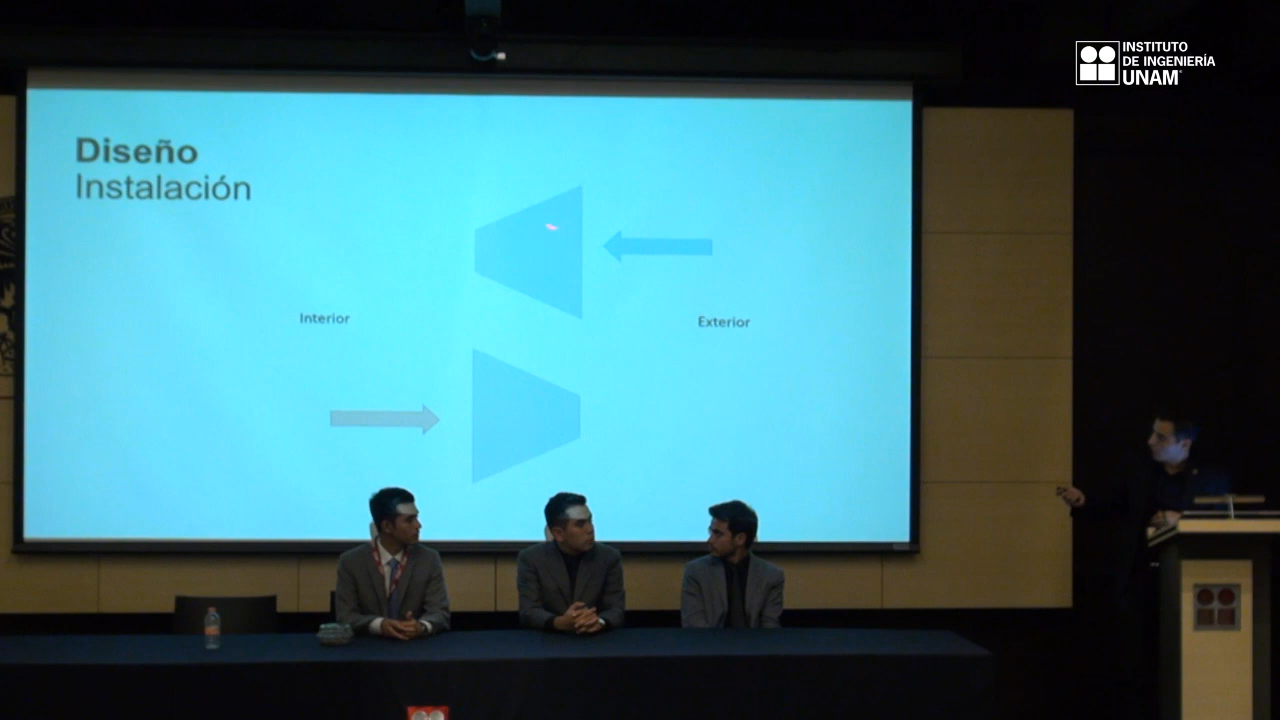 INSTITUTO
DE INGENIERÍA
UNAM
Diseño
Instalación
Interior
Exterior